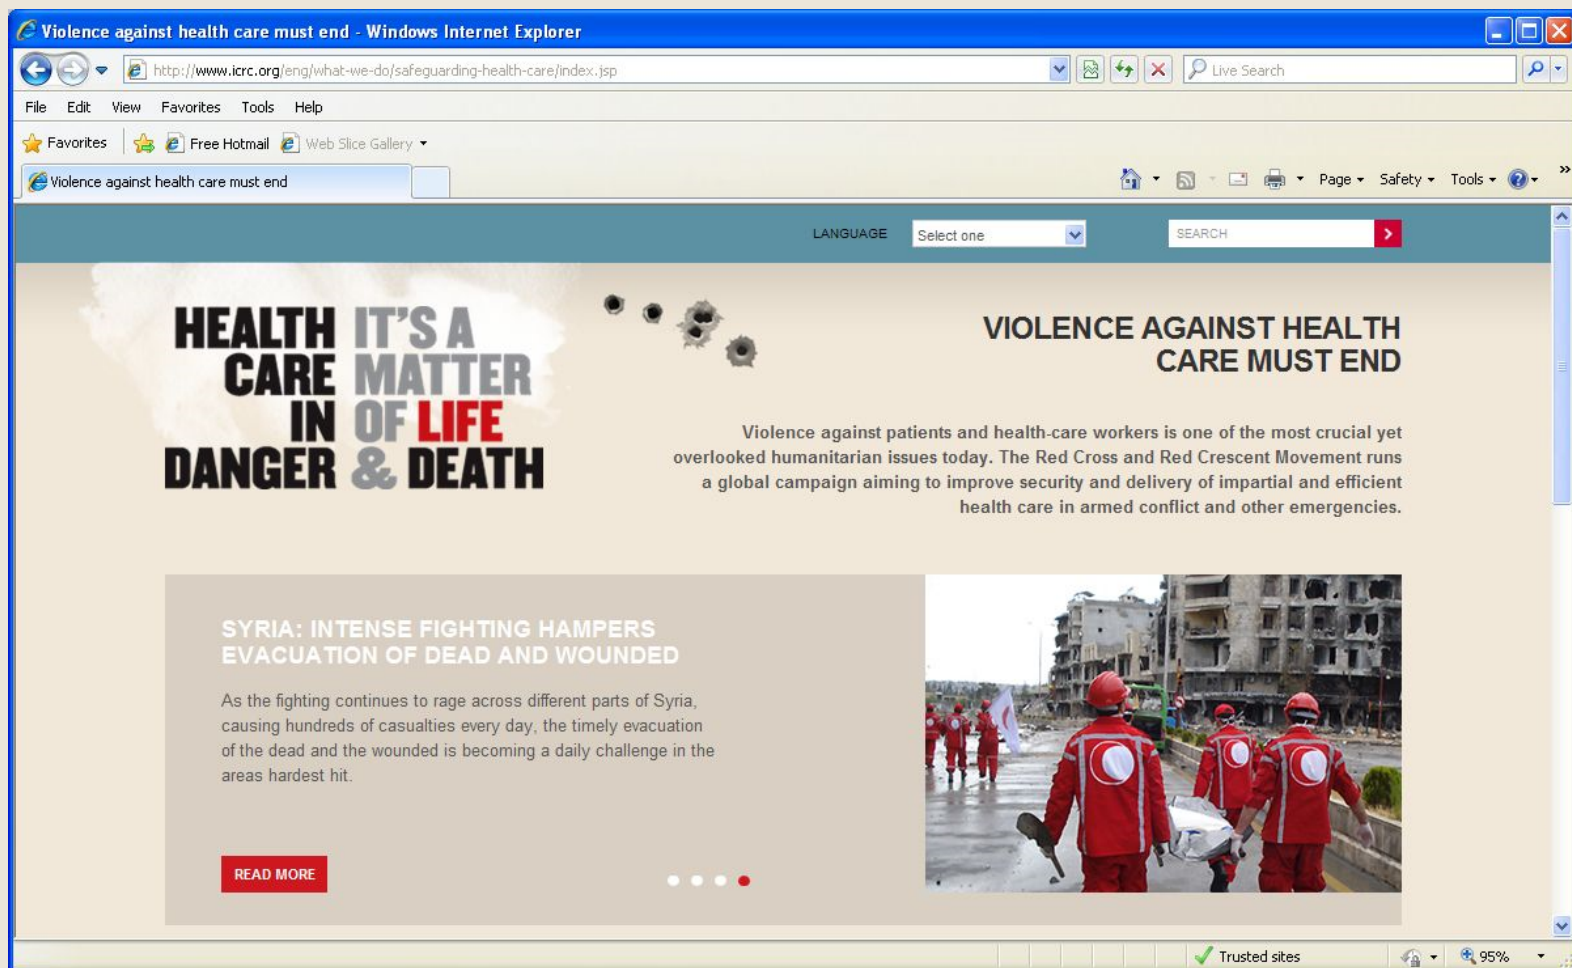 Violence against health care must end - Windows Internet Explorer
http://www.icrc.org/eng/what-we-do/safeguarding-health-care/index.jsp
Live Search
File Edit View Favorites Tools Help
Favorites Free Hotmail Web Slice Gallery
Violence against health care must end
Page Safety Tools »
LANGUAGE Select one SEARCH
HEALTH IT'S A
CARE MATTER
IN OF LIFE
DANGER & DEATH
VIOLENCE AGAINST HEALTH
CARE MUST END
Violence against patients and health-care workers is one of the most crucial yet
overlooked humanitarian issues today. The Red Cross and Red Crescent Movement runs
a global campaign aiming to improve security and delivery of impartial and efficient
health care in armed conflict and other emergencies.
SYRIA: INTENSE FIGHTING HAMPERS
EVACUATION OF DEAD AND WOUNDED
As the fighting continues to rage across different parts of Syria,
causing hundreds of casualties every day, the timely evacuation
of the dead and the wounded is becoming a daily challenge in the
areas hardest hit.
READ MORE
Trusted sites 95%